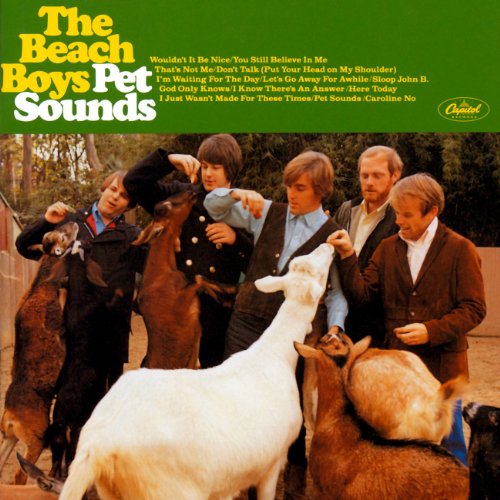 The
Beach
Boys Pet
Sounds
Wouldn't It Be Nice/You Still Believe In Me
That's Not Me/Don't Talk (Put Your Head on My Shoulder)
I'm Waiting For The Day/Let's Go Away For Awhile/Sloop John B.
God Only Knows/I Know There's An Answer/Here Today
I Just Wasn't Made For These Times/Pet Sounds/Caroline No
Capitol
RECORDS